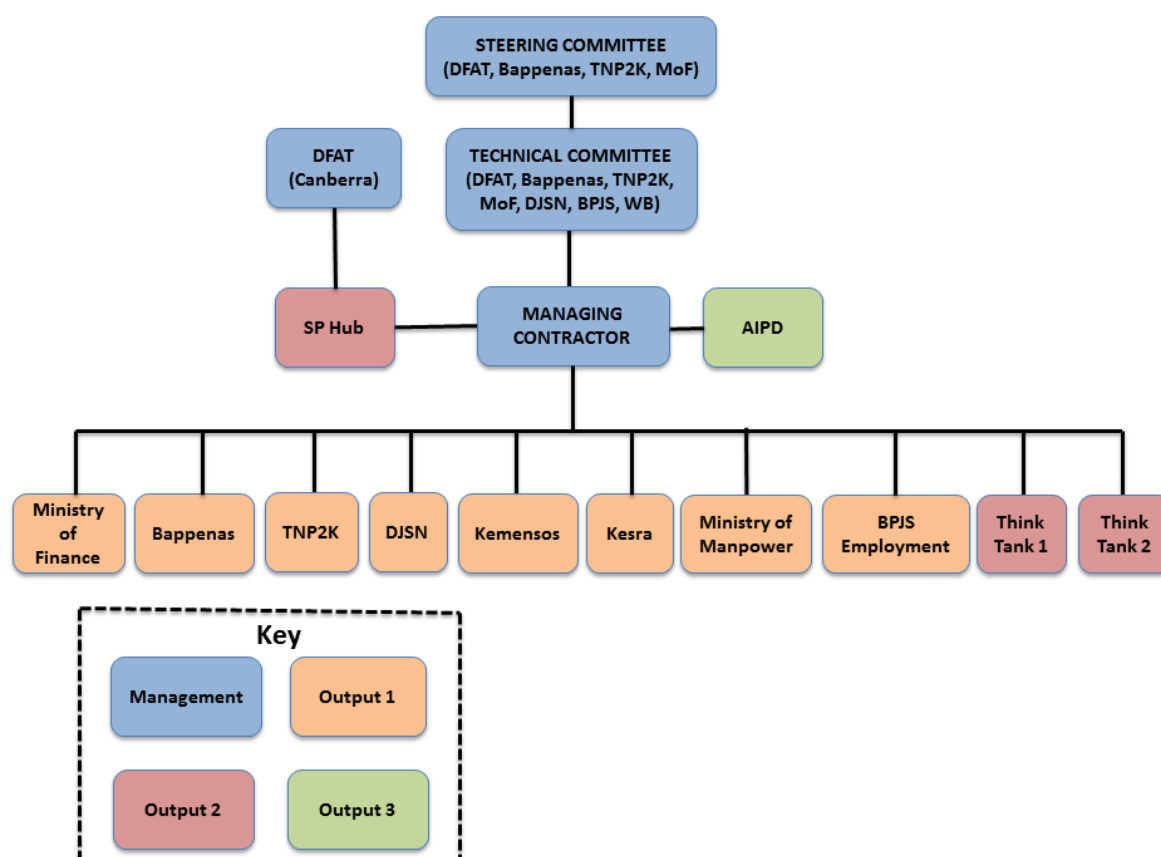 STEERING COMMITTEE
(DFAT, Bappenas, TNP2K, MoF)
DFAT
(Canberra)
TECHNICAL COMMITTEE
(DFAT, Bappenas, TNP2K,
MoF, DJSN, BPJS, WB)
SP Hub
MANAGING
CONTRACTOR
AIPD
Ministry
of
Finance
Bappenas
TNP2K
DJSN
Kemensos
Kesra
Ministry of
Manpower
BPJS
Employment
Think
Tank 1
Think
Tank 2
Key
Management
Output 1
Output 2
Output 3